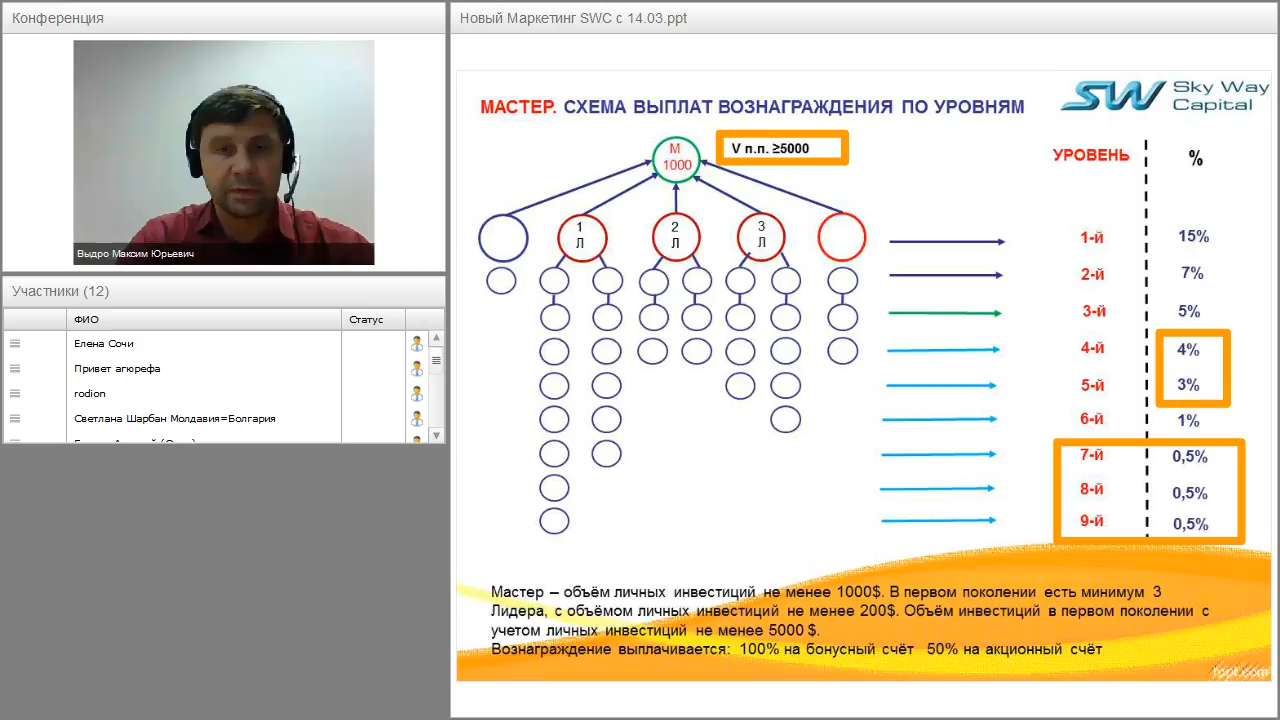 Конференция
Выдро Максим Юрьевич
Участники (12)
ФИО
Статус
Елена Сочи
Привет агюрефа
rodion
Светлана Шарбан Молдавия=Болгария
Новый Маркетинг SWC с 14.03.ppt
SW Sky Way
Capital
МАСТЕР. СХЕМА ВЫПЛАТ ВОЗНАГРАЖДЕНИЯ ПО УРОВНЯМ
М
1000
V п.п. ≥5000
1
Л
2
Л
3
Л
УРОВЕНЬ %
1-й 15%
2-й 7%
3-й 5%
4-й 4%
5-й 3%
6-й 1%
7-й 0,5%
8-й 0,5%
9-й 0,5%
Мастер – объём личных инвестиций не менее 1000$. В первом поколении есть минимум 3
Лидера, с объёмом личных инвестиций не менее 200$. Объём инвестиций в первом поколении с
учетом личных инвестиций не менее 5000 $.
Вознаграждение выплачивается: 100% на бонусный счёт 50% на акционный счёт